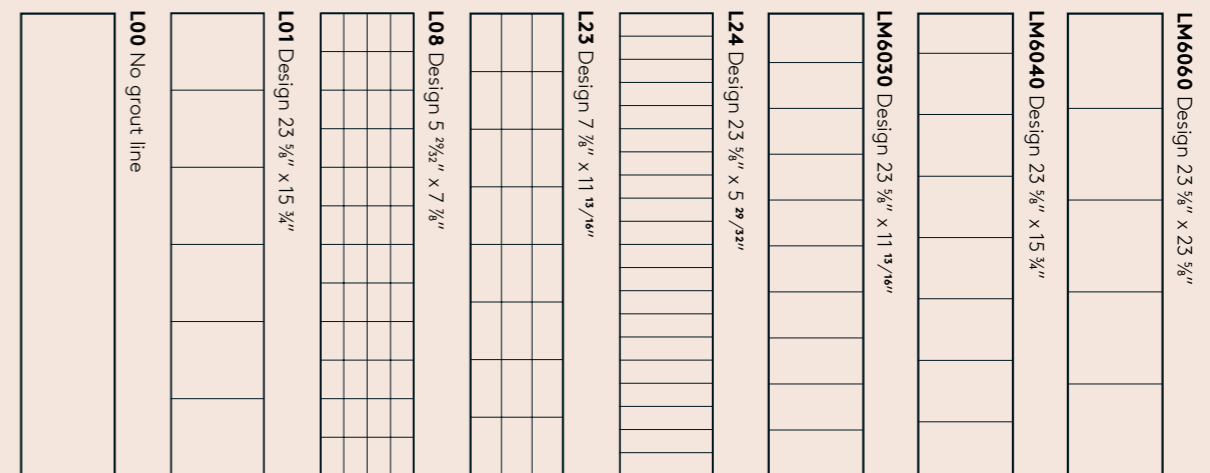 L00 No grout line
L01 Design 23 ⅝″ x 15 ¾″
L08 Design 5 ²⁹⁄₃₂″ x 7 ⅞″
L23 Design 7 ⅞″ x 11 ¹³/¹⁶″
L24 Design 23 ⅝″ x 5 ²⁹/³²″
LM6030 Design 23 ⅝″ x 11 ¹³/¹⁶″
LM6040 Design 23 ⅝″ x 15 ¾″
LM6060 Design 23 ⅝″ x 23 ⅝″